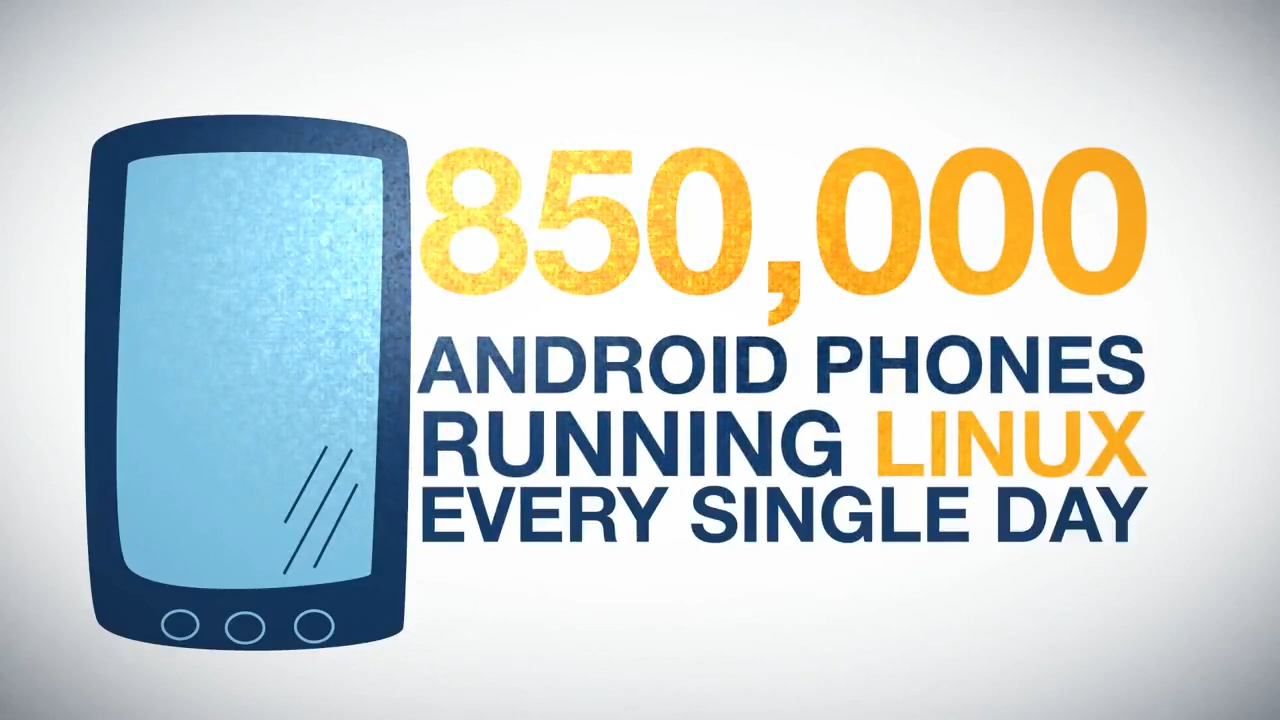 850,000
ANDROID PHONES
RUNNING LINUX
EVERY SINGLE DAY